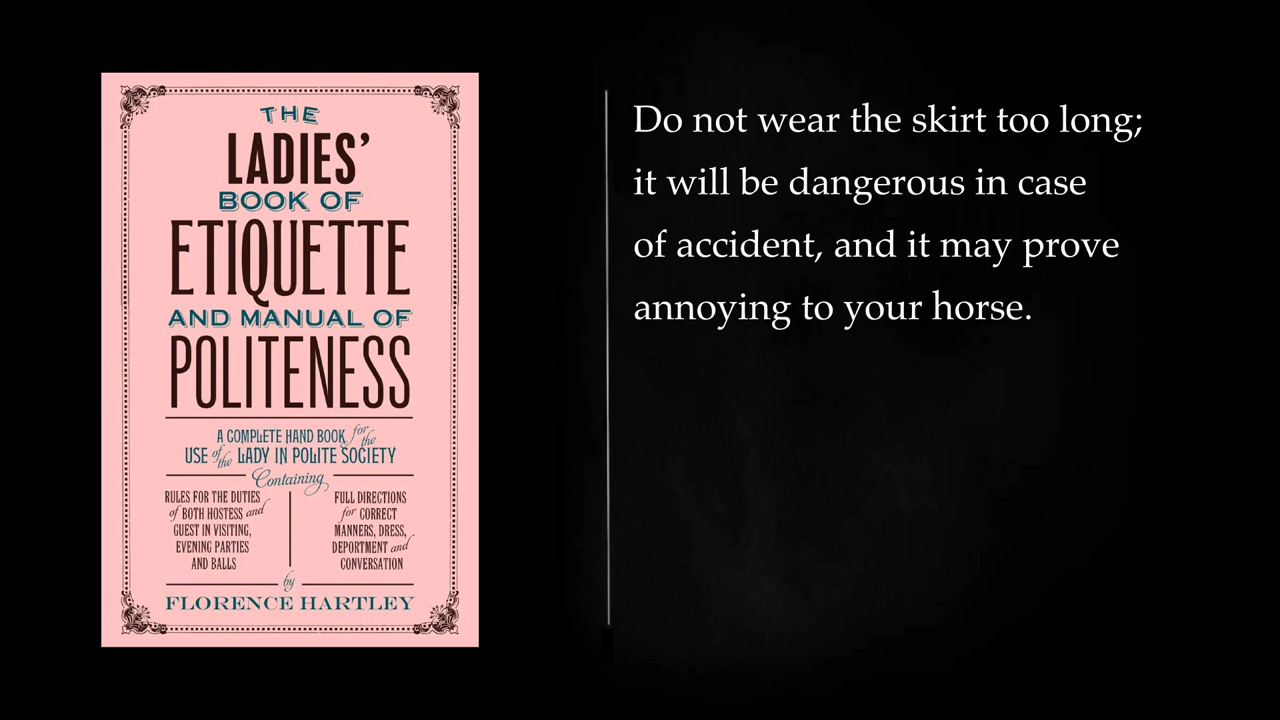 THE
LADIES'
BOOK OF
ETIQUETTE
AND MANUAL OF
POLITENESS
A COMPLETE HAND BOOK for the
USE of the LADY IN POLITE SOCIETY
Containing
RULES FOR THE DUTIES
of BOTH HOSTESS and
GUEST IN VISITING,
EVENING PARTIES
AND BALLS
FULL DIRECTIONS
for CORRECT
MANNERS, DRESS,
DEPORTMENT and
CONVERSATION
by
FLORENCE HARTLEY
Do not wear the skirt too long;
it will be dangerous in case
of accident, and it may prove
annoying to your horse.